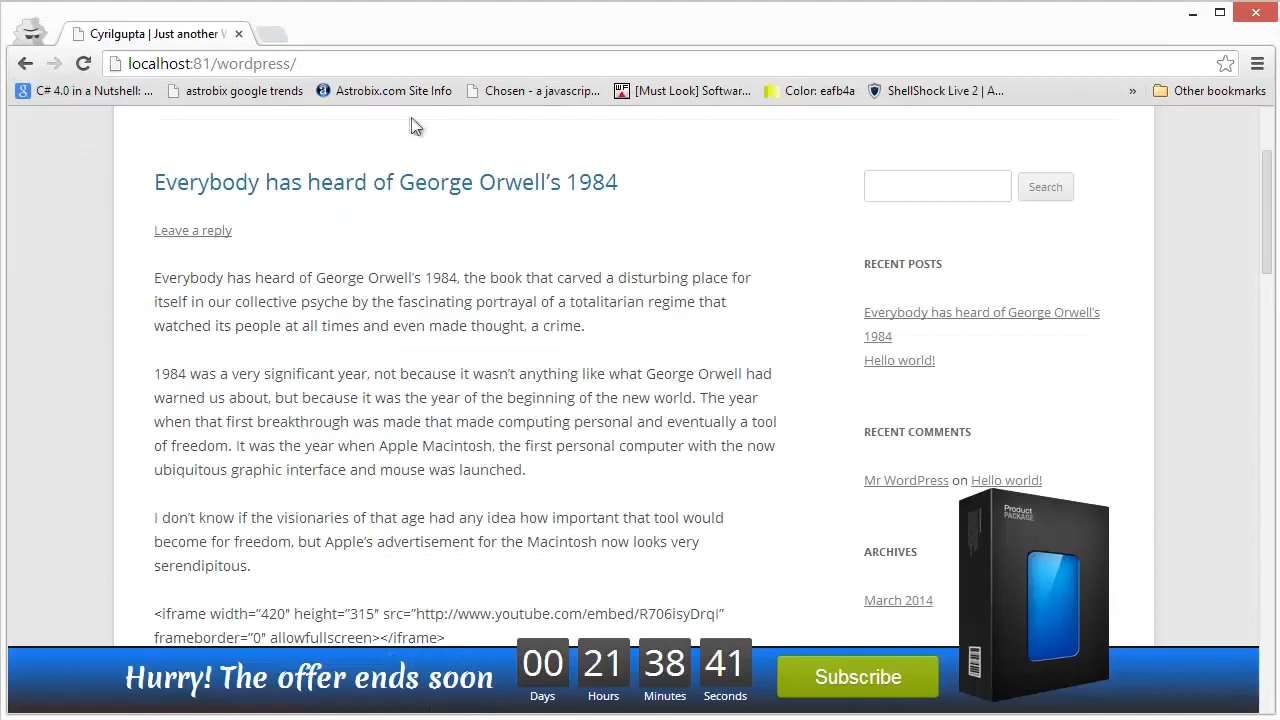 Cyrilgupta | Just another W
localhost:81/wordpress/
C# 4.0 in a Nutshell: ...
astrobix google trends
Astrobix.com Site Info
Chosen - a javascrip...
[Must Look] Softwar...
Color: eafb4a
ShellShock Live 2 | A...
»
Other bookmarks
Everybody has heard of George Orwell’s 1984
Leave a reply
Everybody has heard of George Orwell’s 1984, the book that carved a disturbing place for
itself in our collective psyche by the fascinating portrayal of a totalitarian regime that
watched its people at all times and even made thought, a crime.
1984 was a very significant year, not because it wasn’t anything like what George Orwell had
warned us about, but because it was the year of the beginning of the new world. The year
when that first breakthrough was made that made computing personal and eventually a tool
of freedom. It was the year when Apple Macintosh, the first personal computer with the now
ubiquitous graphic interface and mouse was launched.
I don’t know if the visionaries of that age had any idea how important that tool would
become for freedom, but Apple’s advertisement for the Macintosh now looks very
serendipitous.
<iframe width=”420″ height=”315″ src=”http://www.youtube.com/embed/R706isyDrqI”
frameborder=”0″ allowfullscreen></iframe>
Search
RECENT POSTS
Everybody has heard of George Orwell’s
1984
Hello world!
RECENT COMMENTS
Mr WordPress on Hello world!
ARCHIVES
March 2014
Product
PACKAGE
Hurry! The offer ends soon
00 21 38 41
Days Hours Minutes Seconds
Subscribe